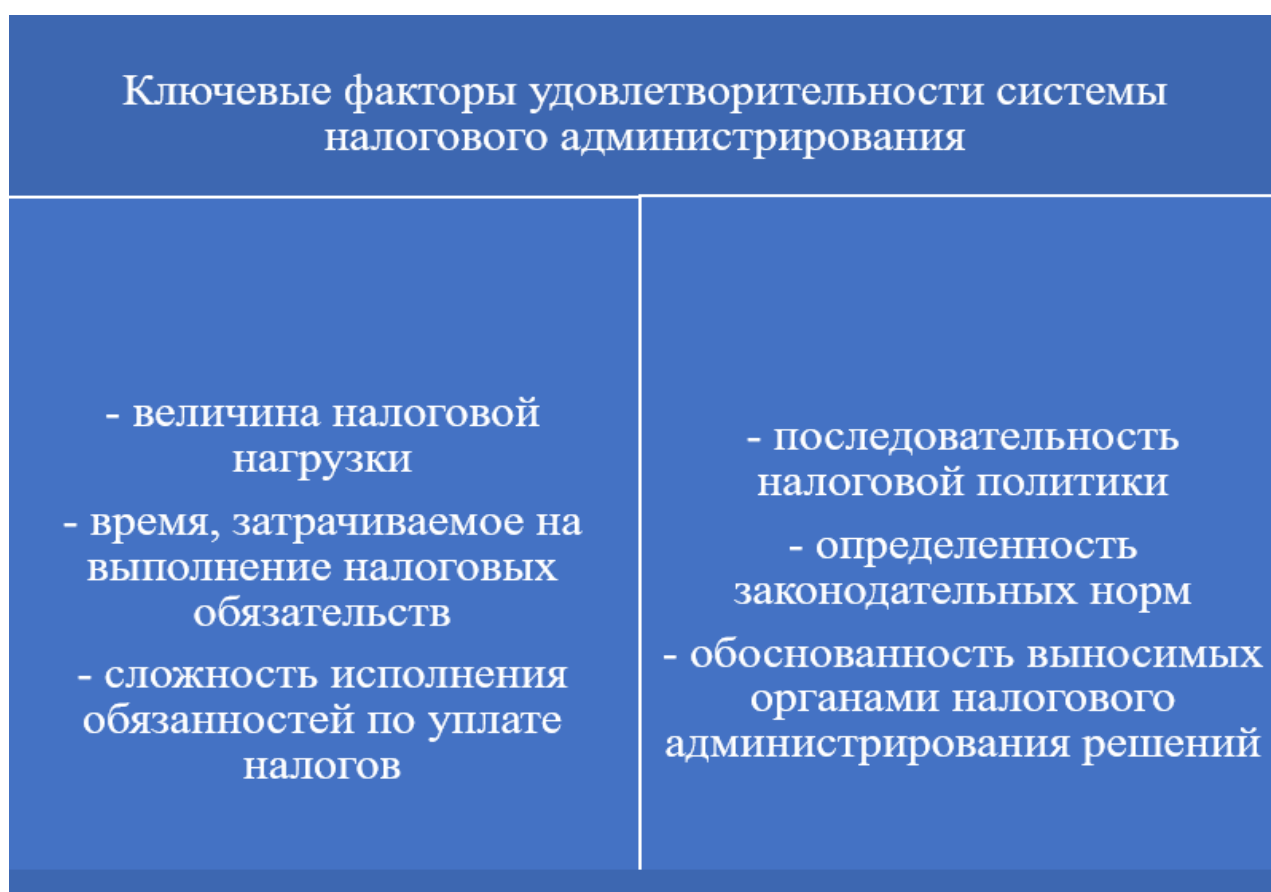 Ключевые факторы удовлетворительности системы
налогового администрирования
- величина налоговой
нагрузки
- время, затрачиваемое на
выполнение налоговых
обязательств
- сложность исполнения
обязанностей по уплате
налогов
- последовательность
налоговой политики
- определенность
законодательных норм
- обоснованность выносимых
органами налогового
администрирования решений